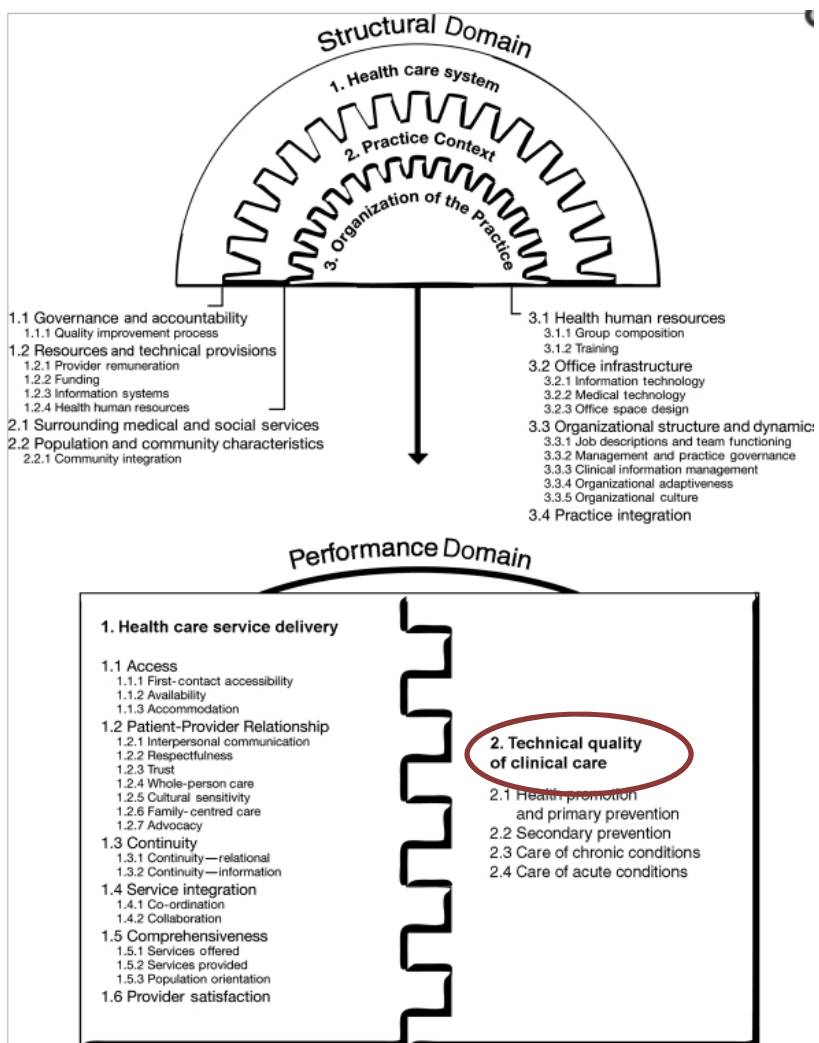 Structural Domain
1. Health care system
2. Practice Context
3. Organization of the Practice
1.1 Governance and accountability
1.1.1 Quality improvement process
1.2 Resources and technical provisions
1.2.1 Provider remuneration
1.2.2 Funding
1.2.3 Information systems
1.2.4 Health human resources
2.1 Surrounding medical and social services
2.2 Population and community characteristics
2.2.1 Community integration
3.1 Health human resources
3.1.1 Group composition
3.1.2 Training
3.2 Office infrastructure
3.2.1 Information technology
3.2.2 Medical technology
3.2.3 Office space design
3.3 Organizational structure and dynamics
3.3.1 Job descriptions and team functioning
3.3.2 Management and practice governance
3.3.3 Clinical information management
3.3.4 Organizational adaptiveness
3.3.5 Organizational culture
3.4 Practice integration
Performance Domain
1. Health care service delivery
1.1 Access
1.1.1 First-contact accessibility
1.1.2 Availability
1.1.3 Accommodation
1.2 Patient-Provider Relationship
1.2.1 Interpersonal communication
1.2.2 Respectfulness
1.2.3 Trust
1.2.4 Whole-person care
1.2.5 Cultural sensitivity
1.2.6 Family-centred care
1.2.7 Advocacy
1.3 Continuity
1.3.1 Continuity—relational
1.3.2 Continuity—information
1.4 Service integration
1.4.1 Co-ordination
1.4.2 Collaboration
1.5 Comprehensiveness
1.5.1 Services offered
1.5.2 Services provided
1.5.3 Population orientation
1.6 Provider satisfaction
2. Technical quality
of clinical care
2.1 Health promotion
and primary prevention
2.2 Secondary prevention
2.3 Care of chronic conditions
2.4 Care of acute conditions